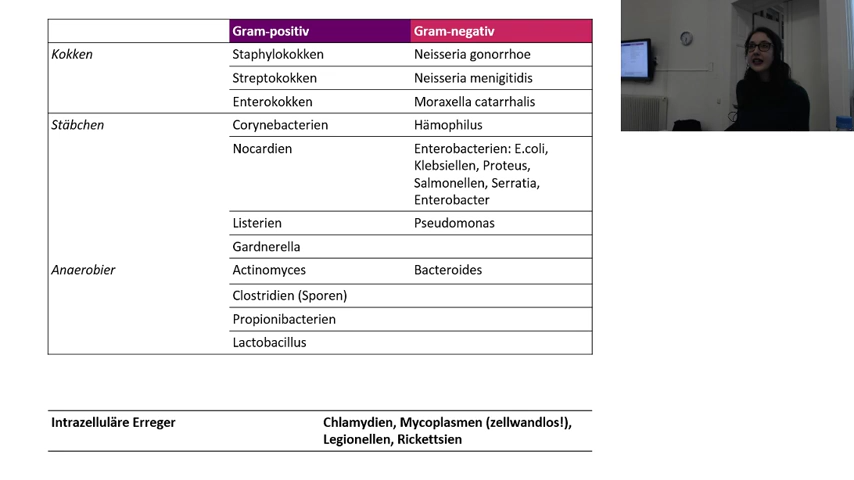 Gram-positiv Gram-negativ
Kokken Staphylokokken Neisseria gonorrhoe
Streptokokken Neisseria menigitidis
Enterokokken Moraxella catarrhalis
Stäbchen Corynebacterien Hämophilus
Nocardien Enterobacterien: E.coli,
Klebsiellen, Proteus,
Salmonellen, Serratia,
Enterobacter
Listerien Pseudomonas
Gardnerella
Anaerobier Actinomyces Bacteroides
Clostridien (Sporen)
Propionibacterien
Lactobacillus
Intrazelluläre Erreger Chlamydien, Mycoplasmen (zellwandlos!),
Legionellen, Rickettsien